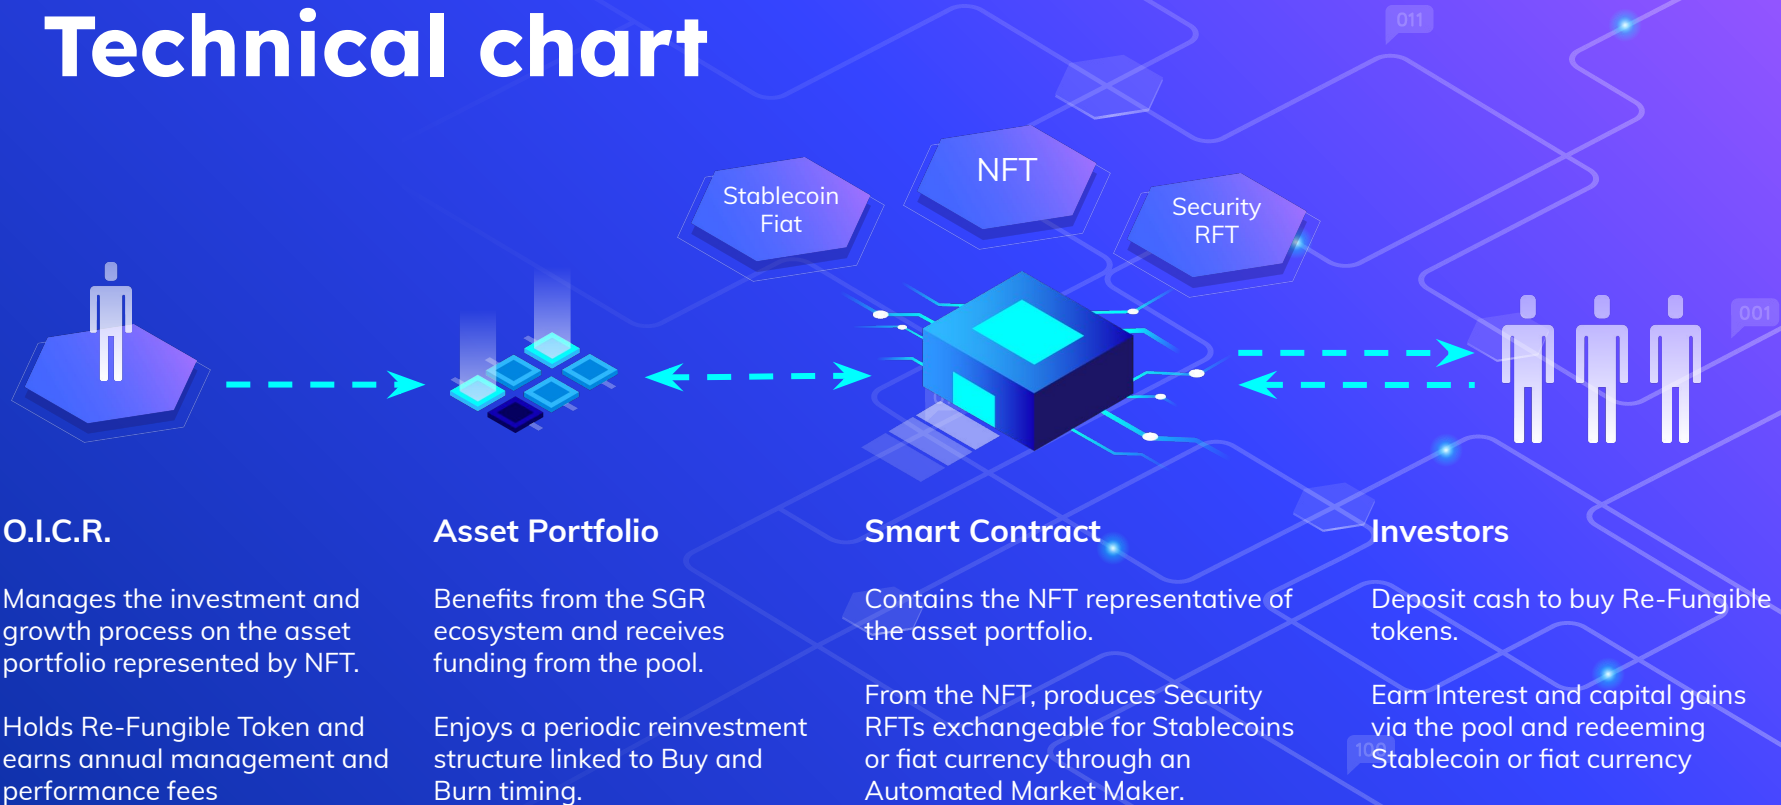 Technical chart
011
NFT
Stablecoin
Fiat
Security
RFT
001
O.I.C.R.
Manages the investment and
growth process on the asset
portfolio represented by NFT.
Holds Re-Fungible Token and
earns annual management and
performance fees
Asset Portfolio
Benefits from the SGR
ecosystem and receives
funding from the pool.
Enjoys a periodic reinvestment
structure linked to Buy and
Burn timing.
Smart Contract
Contains the NFT representative of
the asset portfolio.
From the NFT, produces Security
RFTs exchangeable for Stablecoins
or fiat currency through an
Automated Market Maker.
Investors
Deposit cash to buy Re-Fungible
tokens.
Earn Interest and capital gains
via the pool and redeeming
Stablecoin or fiat currency